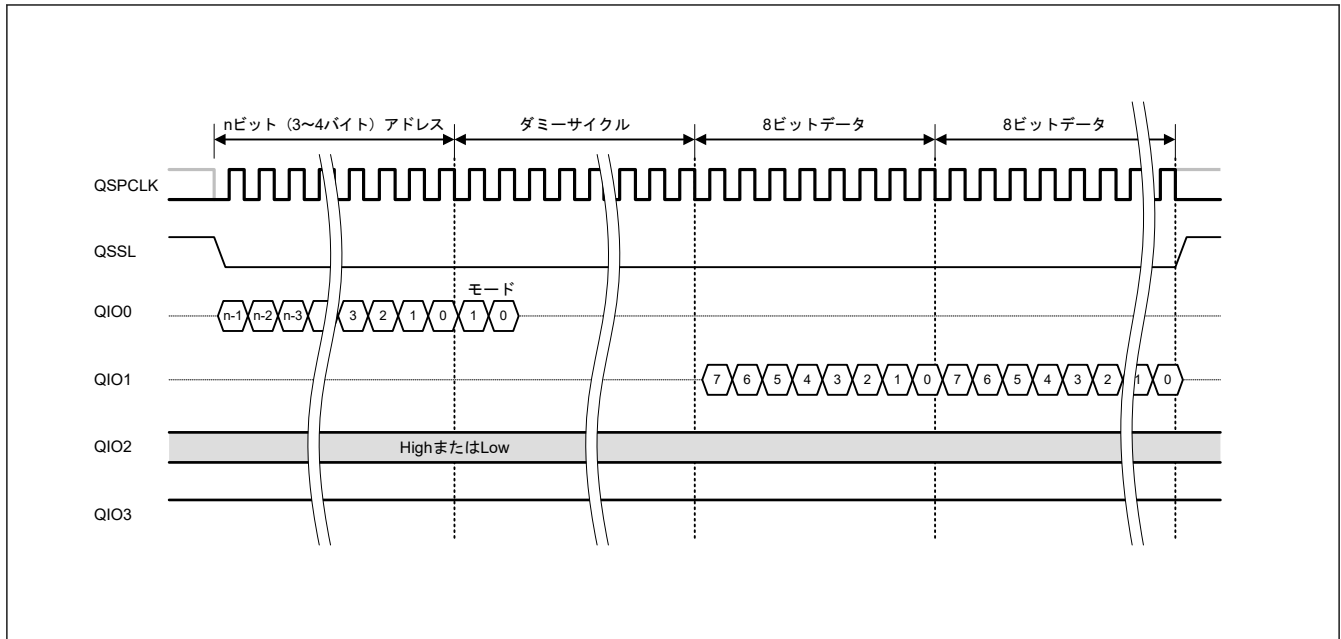 nビット（3~4バイト）アドレス
ダミーサイクル
8ビットデータ
8ビットデータ
QSPCLK
QSSL
モード
QIO0
n-1 n-2 n-3 3 2 1 0 1 0
QIO1
7 6 5 4 3 2 1 0 7 6 5 4 3 2 1 0
QIO2
HighまたはLow
QIO3